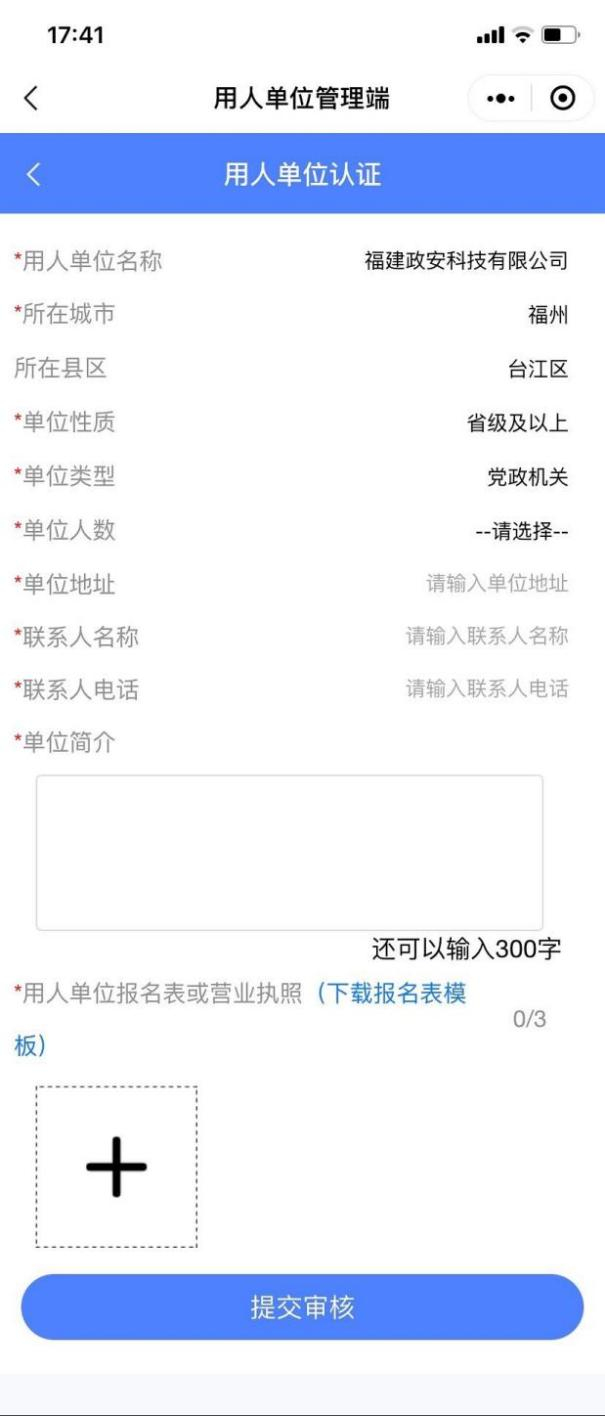 17:41
用人单位管理端
用人单位认证
*用人单位名称 福建政安科技有限公司
*所在城市 福州
所在县区 台江区
*单位性质 省级及以上
*单位类型 党政机关
*单位人数 --请选择--
*单位地址 请输入单位地址
*联系人名称 请输入联系人名称
*联系人电话 请输入联系人电话
*单位简介
还可以输入300字
*用人单位报名表或营业执照（下载报名表模
板） 0/3
提交审核